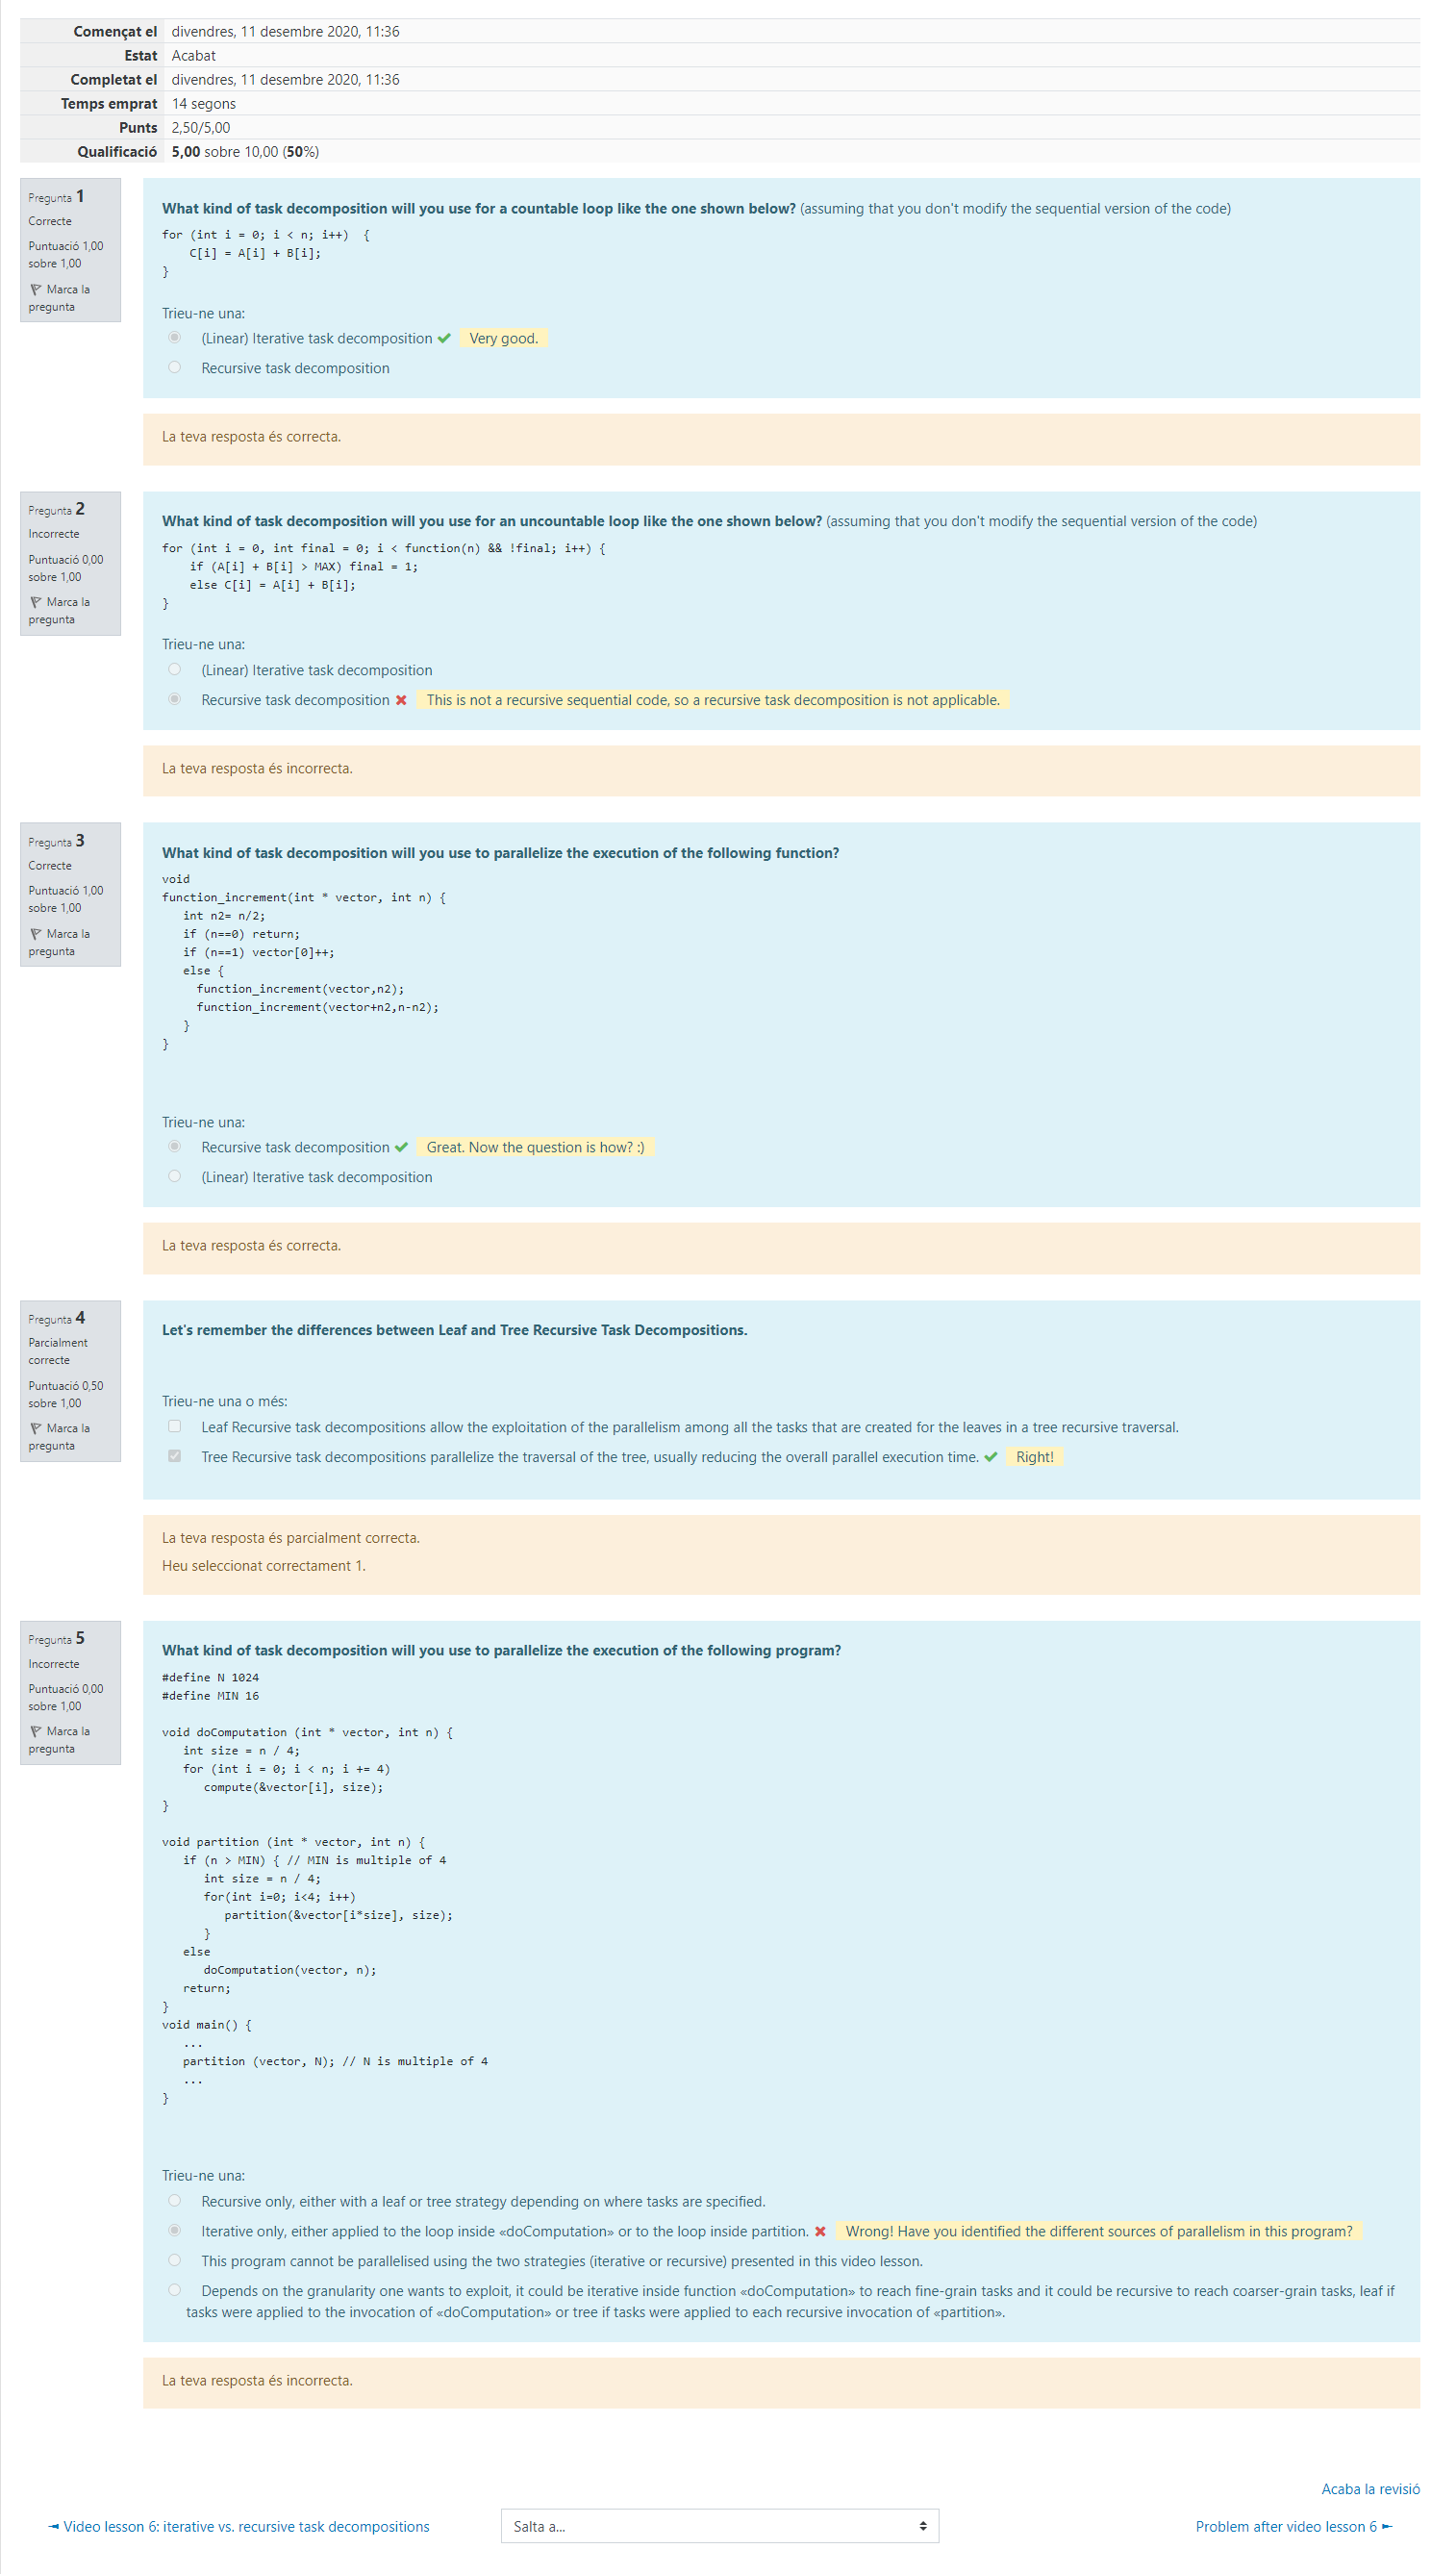 Començat el divendres, 11 desembre 2020, 11:36
Estat Acabat
Completat el divendres, 11 desembre 2020, 11:36
Temps emprat 14 segons
Punts 2,50/5,00
Qualificació 5,00 sobre 10,00 (50%)
Pregunta 1
Correcte
Puntuació 1,00
sobre 1,00
Marca la
pregunta
What kind of task decomposition will you use for a countable loop like the one shown below? (assuming that you don't modify the sequential version of the code)
for (int i = 0; i < n; i++)  {
    C[i] = A[i] + B[i];
}
Trieu-ne una:
(Linear) Iterative task decomposition Very good.
Recursive task decomposition
La teva resposta és correcta.
Pregunta 2
Incorrecte
Puntuació 0,00
sobre 1,00
Marca la
pregunta
What kind of task decomposition will you use for an uncountable loop like the one shown below? (assuming that you don't modify the sequential version of the code)
for (int i = 0, int final = 0; i < function(n) && !final; i++) {
    if (A[i] + B[i] > MAX) final = 1;
    else C[i] = A[i] + B[i];
}
Trieu-ne una:
(Linear) Iterative task decomposition
Recursive task decomposition This is not a recursive sequential code, so a recursive task decomposition is not applicable.
La teva resposta és incorrecta.
Pregunta 3
Correcte
Puntuació 1,00
sobre 1,00
Marca la
pregunta
What kind of task decomposition will you use to parallelize the execution of the following function?
void
function_increment(int * vector, int n) {
   int n2= n/2;
   if (n==0) return;
   if (n==1) vector[0]++;
   else {
     function_increment(vector,n2);
     function_increment(vector+n2,n-n2);
   }
}
Trieu-ne una:
Recursive task decomposition Great. Now the question is how? :)
(Linear) Iterative task decomposition
La teva resposta és correcta.
Pregunta 4
Parcialment
correcte
Puntuació 0,50
sobre 1,00
Marca la
pregunta
Let's remember the differences between Leaf and Tree Recursive Task Decompositions.
Trieu-ne una o més:
Leaf Recursive task decompositions allow the exploitation of the parallelism among all the tasks that are created for the leaves in a tree recursive traversal.
Tree Recursive task decompositions parallelize the traversal of the tree, usually reducing the overall parallel execution time. Right!
La teva resposta és parcialment correcta.
Heu seleccionat correctament 1.
Pregunta 5
Incorrecte
Puntuació 0,00
sobre 1,00
Marca la
pregunta
What kind of task decomposition will you use to parallelize the execution of the following program?
#define N 1024
#define MIN 16
void doComputation (int * vector, int n) {
   int size = n / 4;
   for (int i = 0; i < n; i += 4)
      compute(&vector[i], size);
}
void partition (int * vector, int n) {
   if (n > MIN) { // MIN is multiple of 4
      int size = n / 4;
      for(int i=0; i<4; i++)
         partition(&vector[i*size], size);
      }
   else
      doComputation(vector, n);
   return;
}
void main() {
   ...
   partition (vector, N); // N is multiple of 4
   ...
}
Trieu-ne una:
Recursive only, either with a leaf or tree strategy depending on where tasks are specified.
Iterative only, either applied to the loop inside «doComputation» or to the loop inside partition. Wrong! Have you identified the different sources of parallelism in this program?
This program cannot be parallelised using the two strategies (iterative or recursive) presented in this video lesson.
Depends on the granularity one wants to exploit, it could be iterative inside function «doComputation» to reach fine-grain tasks and it could be recursive to reach coarser-grain tasks, leaf if
tasks were applied to the invocation of «doComputation» or tree if tasks were applied to each recursive invocation of «partition».
La teva resposta és incorrecta.
Acaba la revisió
◄ Video lesson 6: iterative vs. recursive task decompositions
Salta a...
Problem after video lesson 6 ►